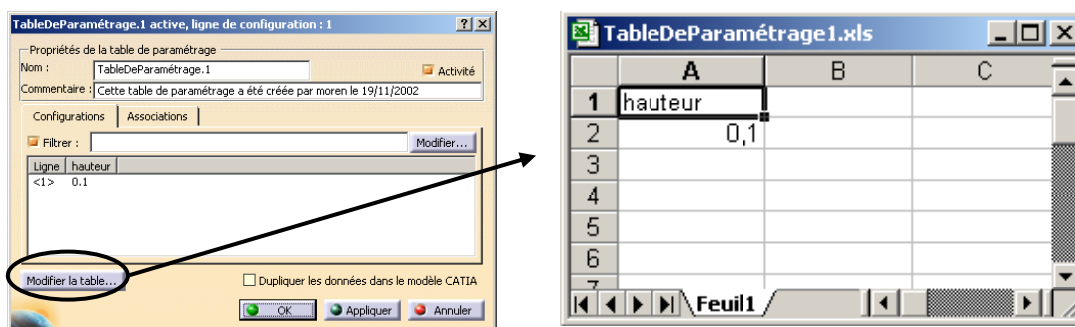 TableDeParamétrage.1 active, ligne de configuration : 1
Propriétés de la table de paramétrage
Nom : TableDeParamétrage.1 Activité
Commentaire : Cette table de paramétrage a été créée par moren le 19/11/2002
Configurations Associations
Filtrer : Modifier...
Ligne hauteur
<1> 0.1
Modifier la table... Dupliquer les données dans le modèle CATIA
OK Appliquer Annuler
TableDeParamétrage1.xls
A B C
1 hauteur
2 0,1
3
4
5
6
7
Feuil1